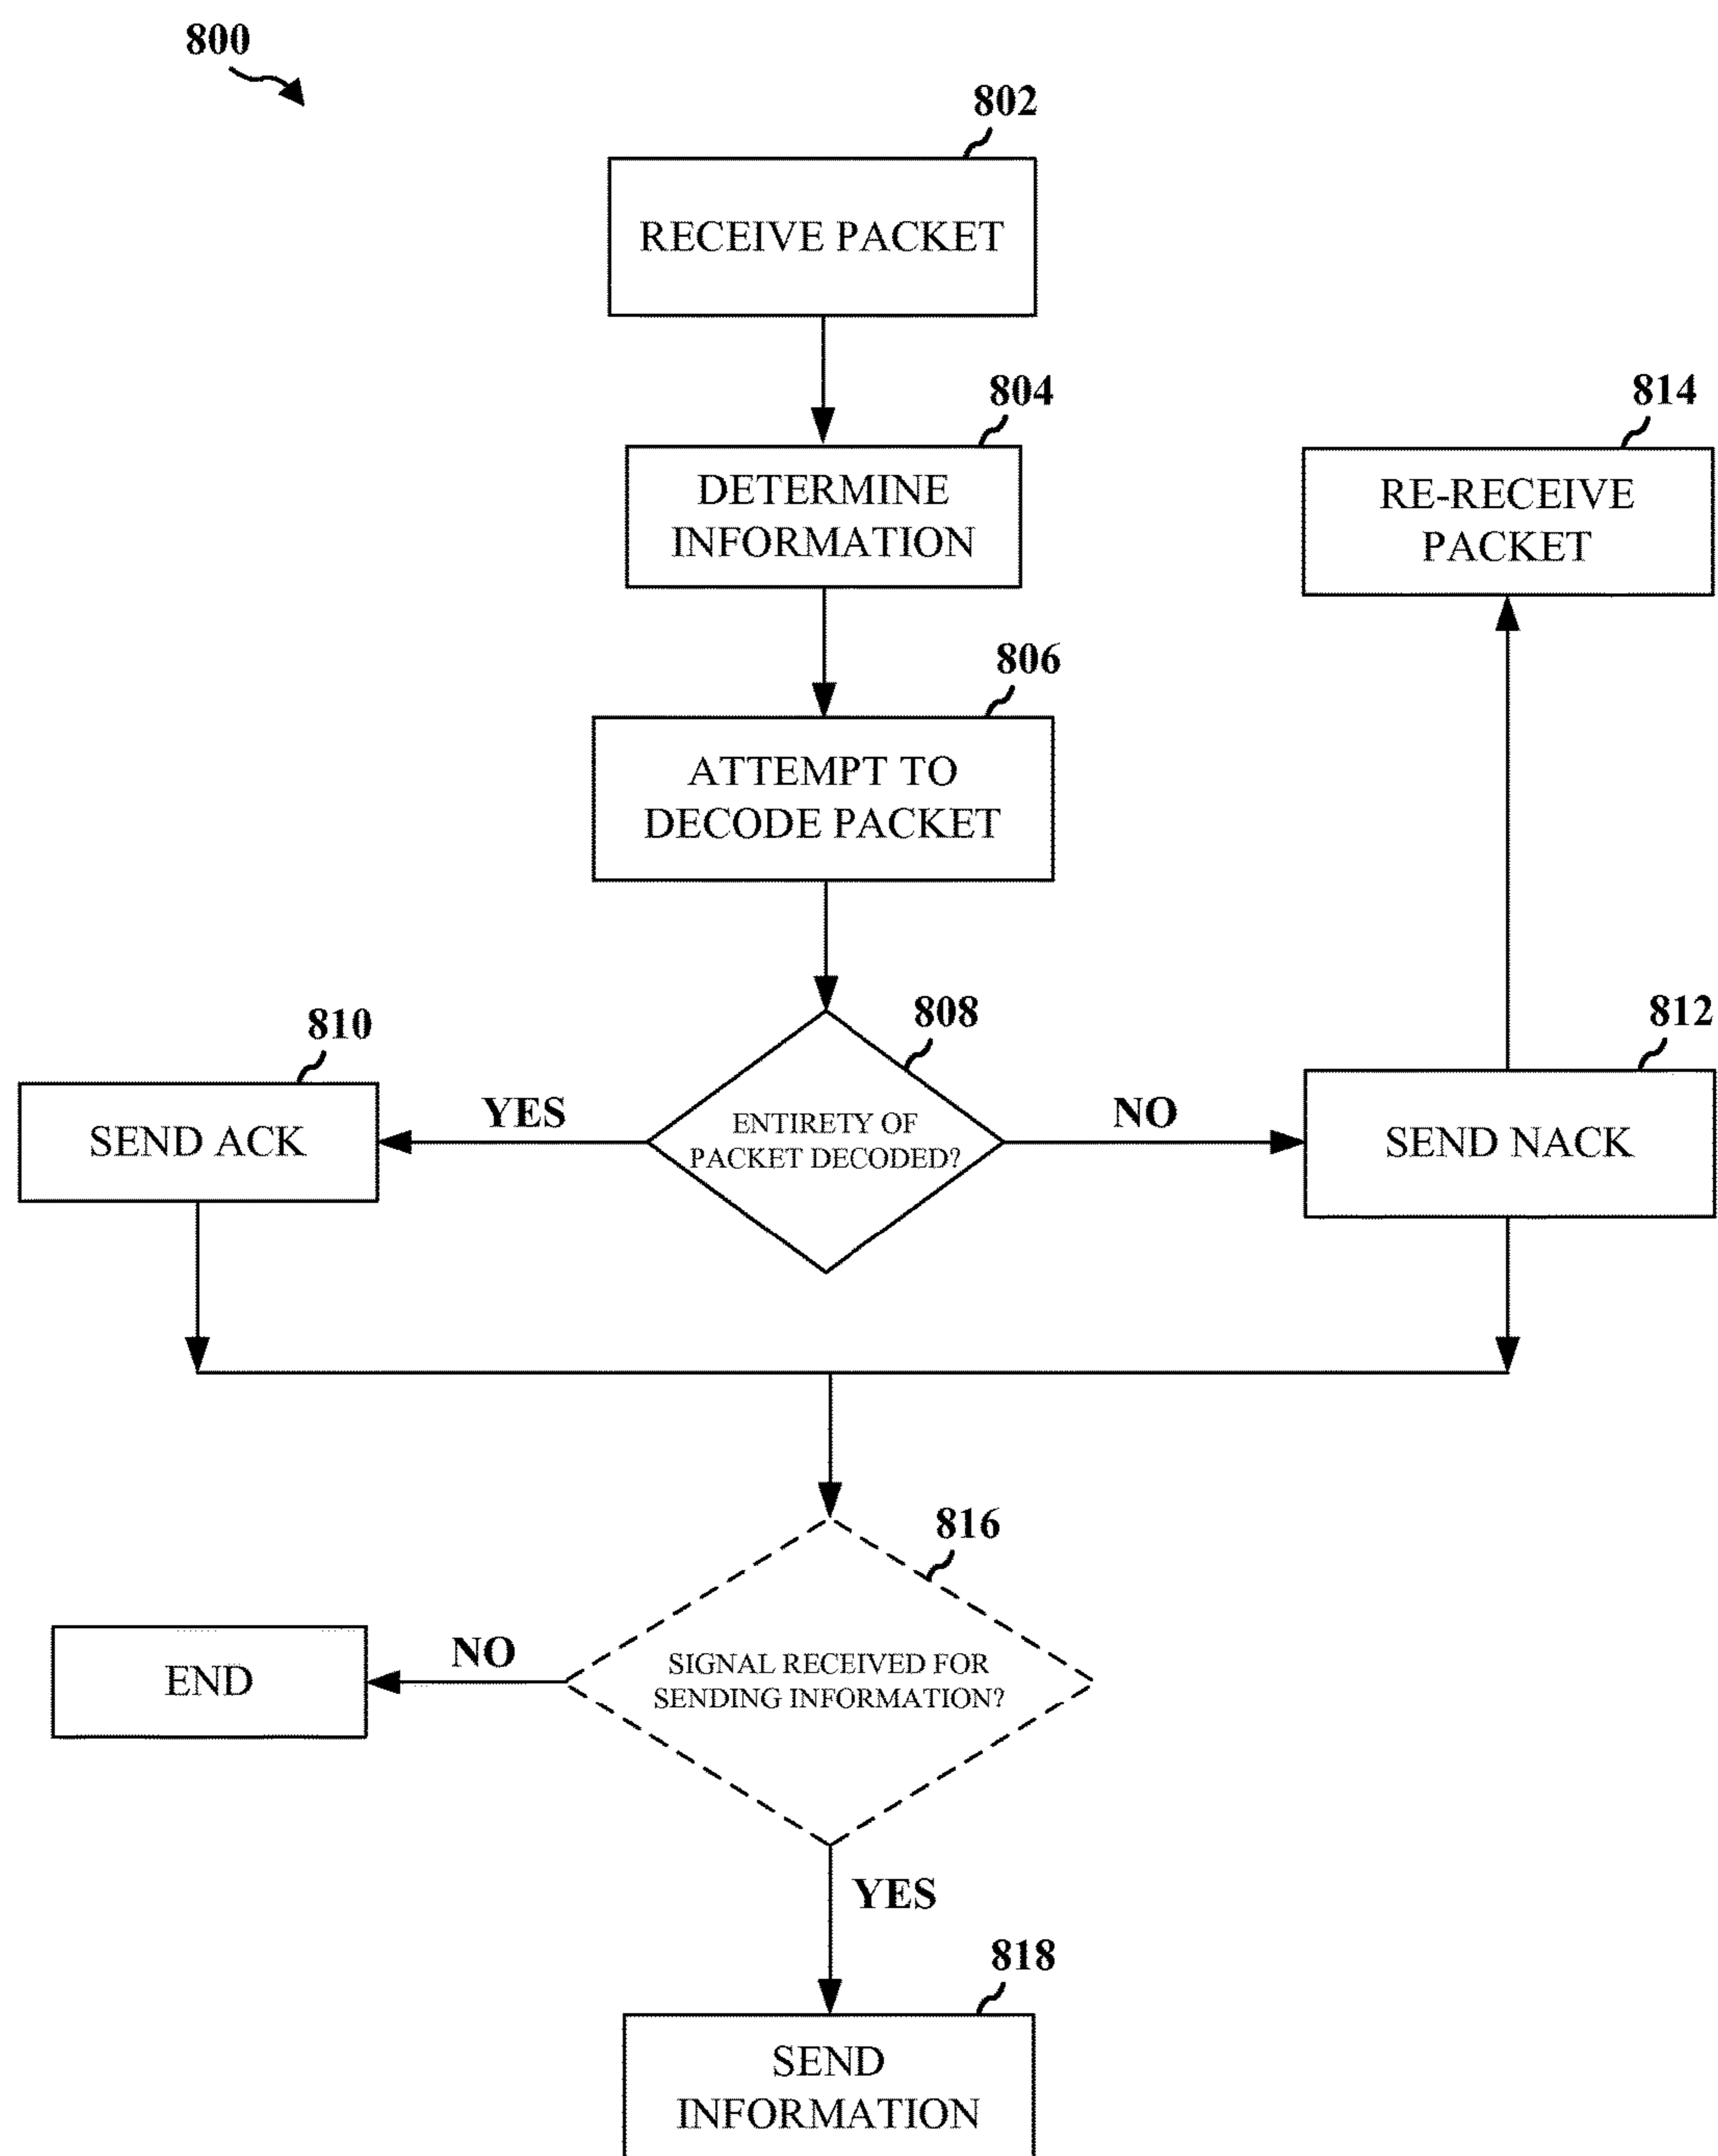 800
802
RECEIVE PACKET
804
DETERMINE
INFORMATION
814
RE-RECEIVE
PACKET
806
ATTEMPT TO
DECODE PACKET
808
ENTIRETY OF
PACKET DECODED?
810
YES
SEND ACK
812
NO
SEND NACK
816
SIGNAL RECEIVED FOR
SENDING INFORMATION?
NO
END
YES
818
SEND
INFORMATION